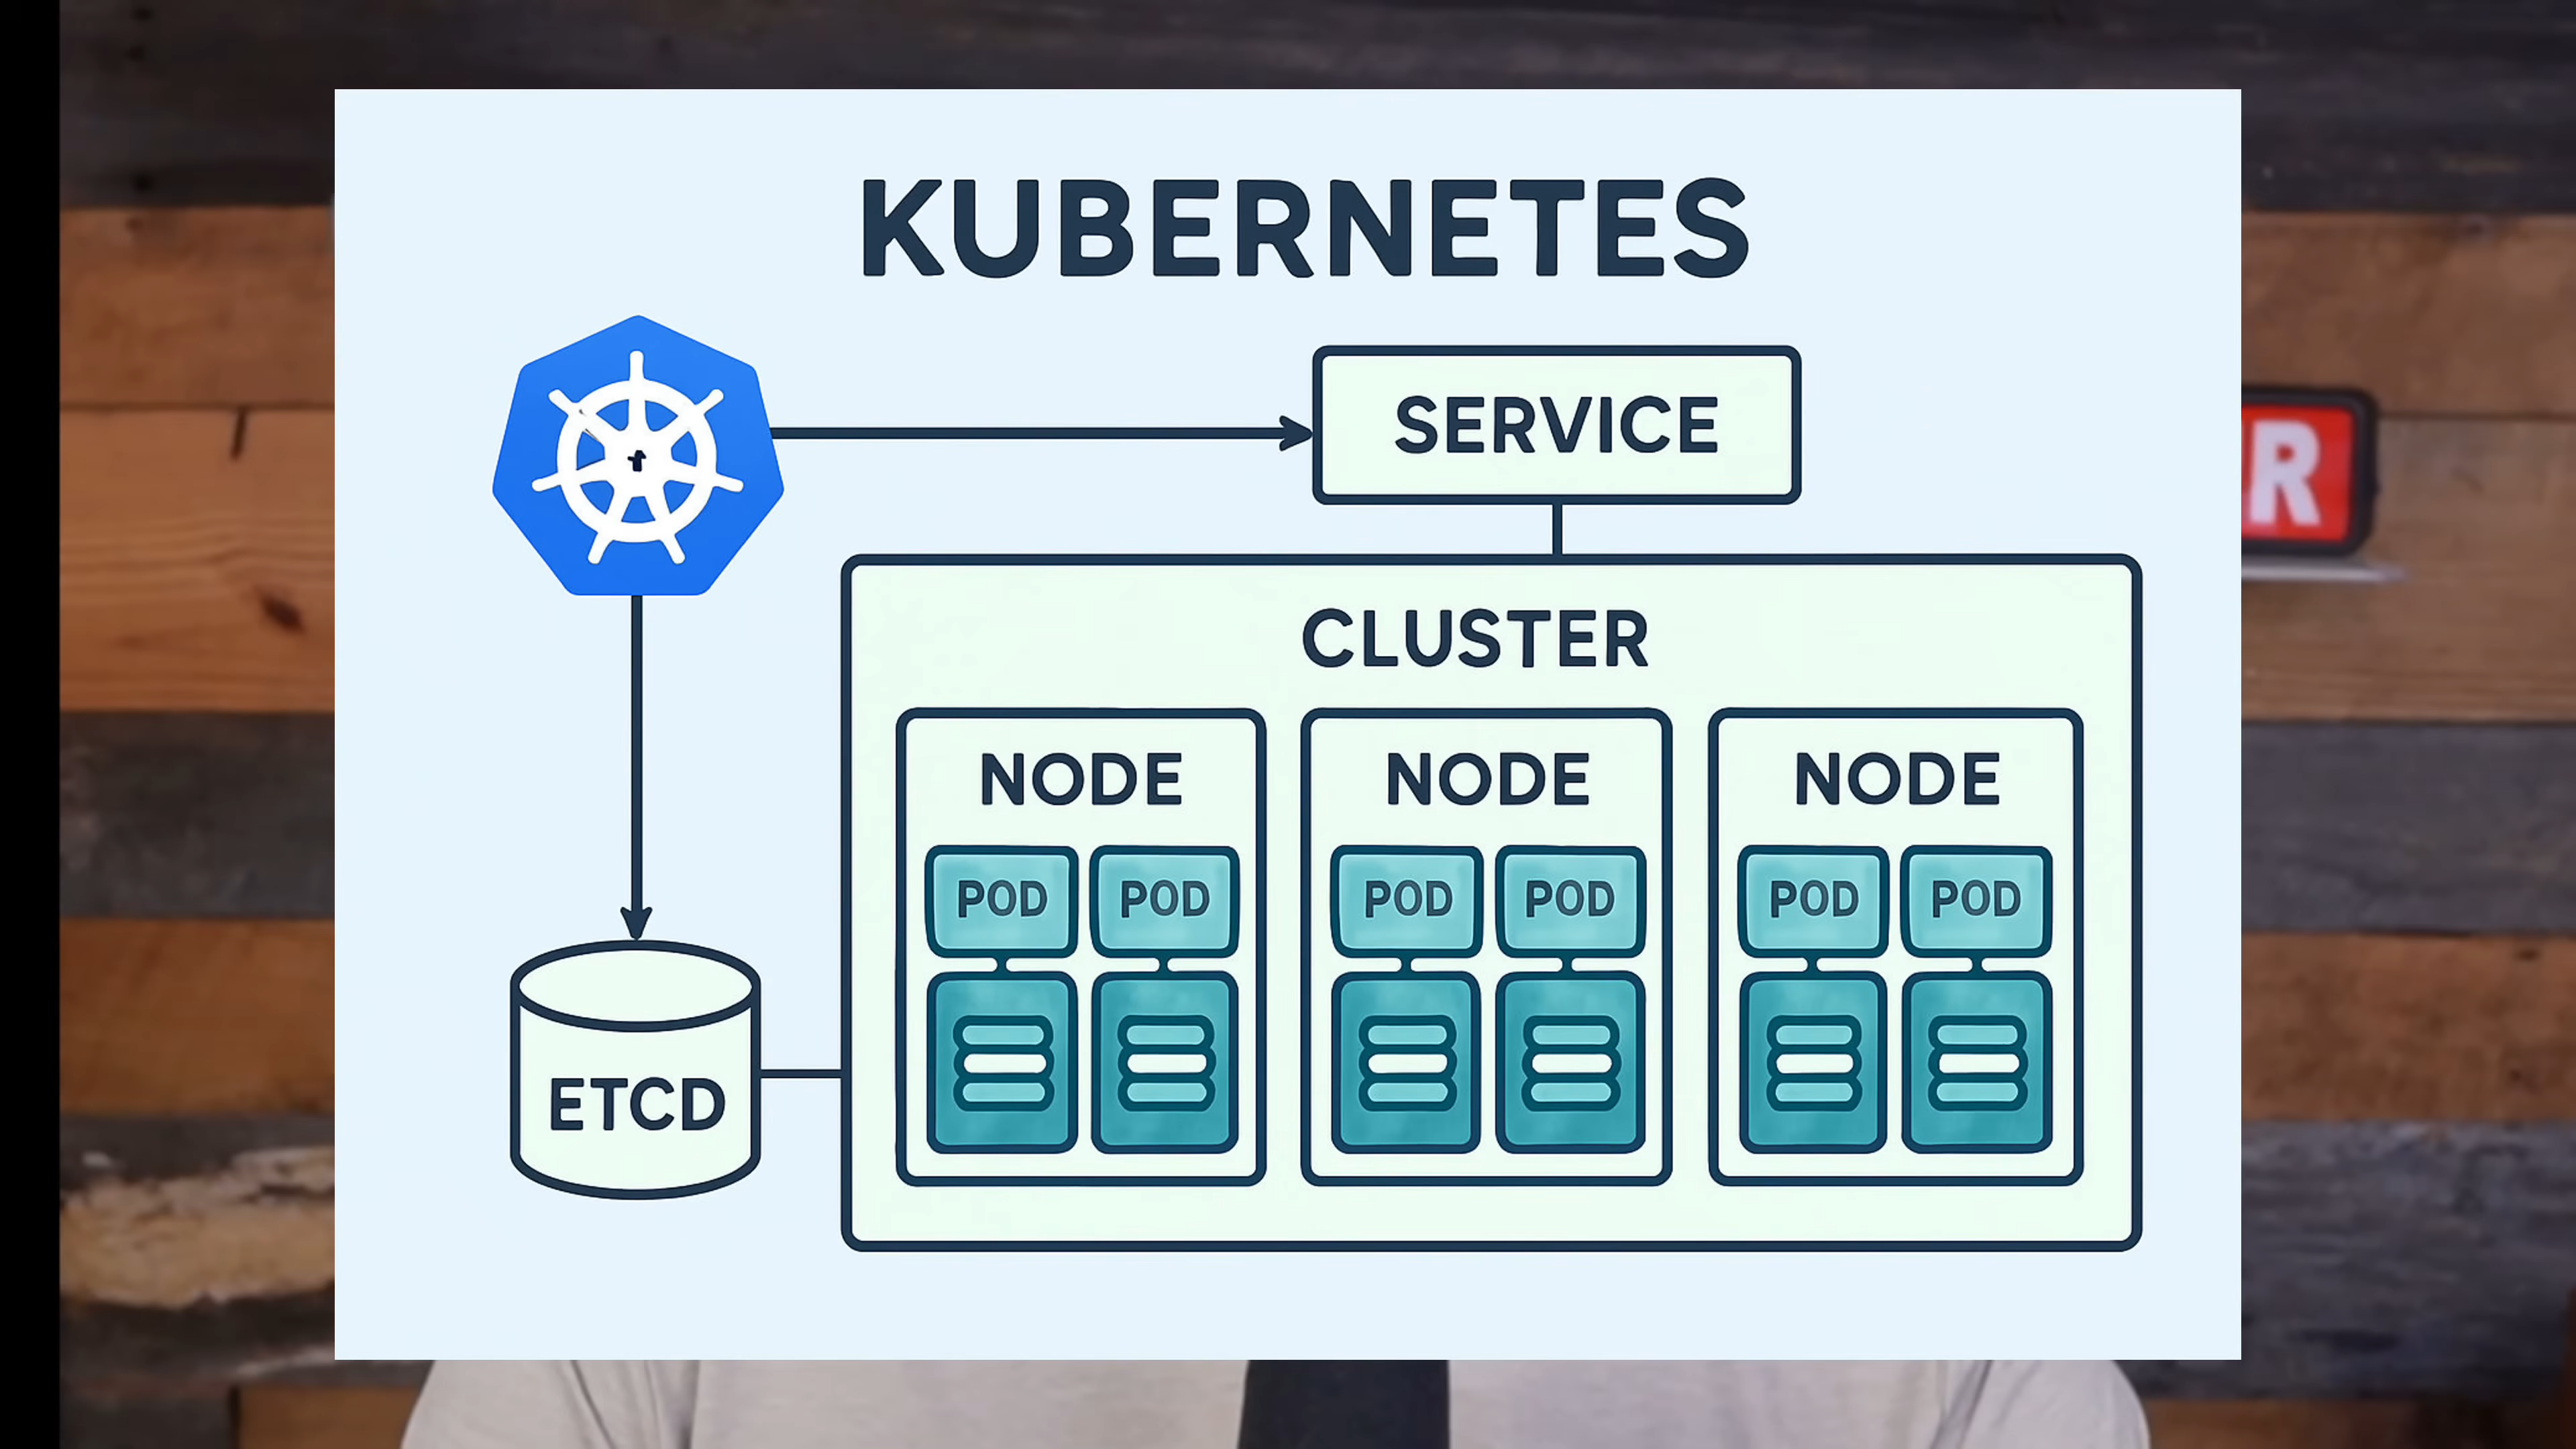 KUBERNETES
SERVICE
R
CLUSTER
NODE NODE NODE
POD POD POD POD POD POD
ETCD